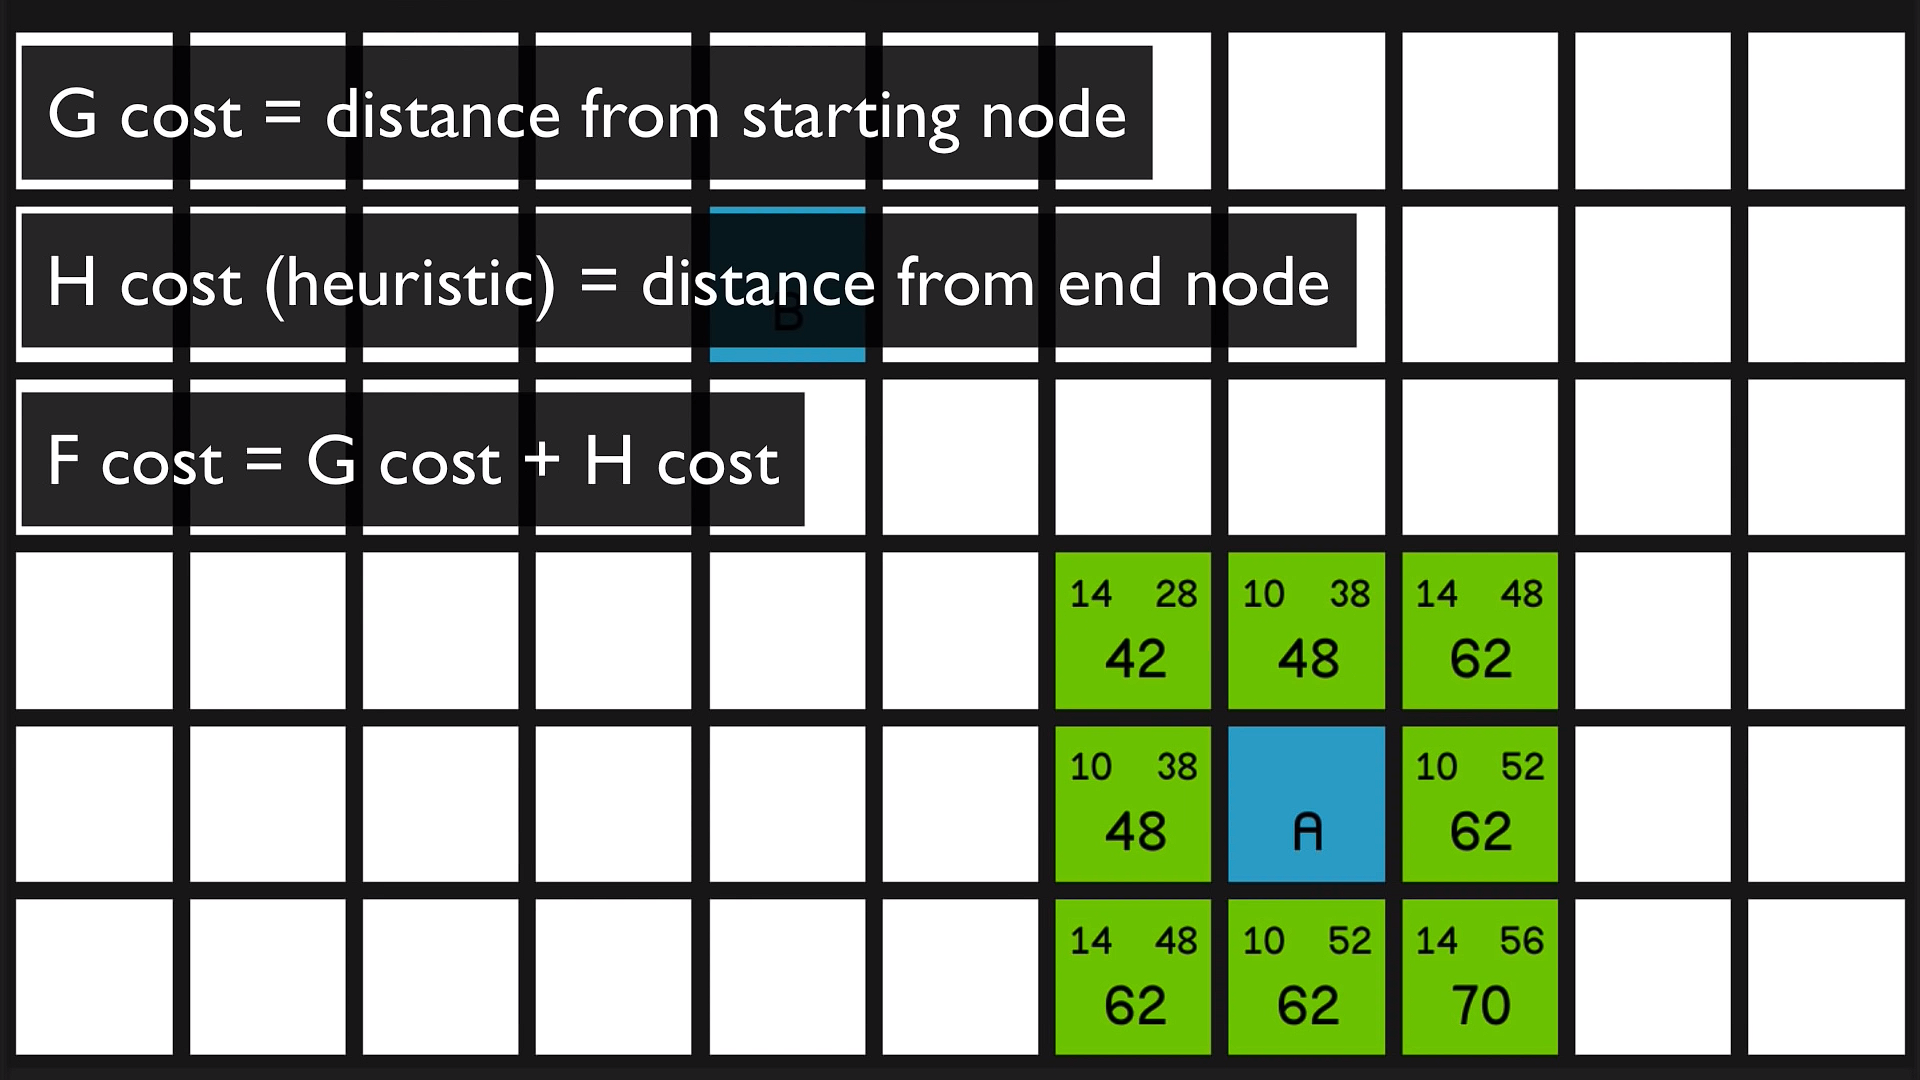 G cost = distance from starting node
H cost (heuristic) = distance from end node
B
F cost = G cost + H cost
14 28 10 38 14 48
42 48 62
10 38 10 52
48 A 62
14 48 10 52 14 56
62 62 70